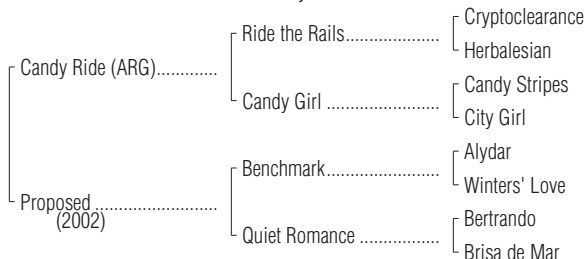 Cryptoclearance
Ride the Rails....................
Herbalesian
Candy Ride (ARG).............
Candy Stripes
Candy Girl ........................
City Girl
Alydar
Benchmark........................
Winters' Love
Proposed ..........................
(2002)
Bertrando
Quiet Romance .................
Brisa de Mar